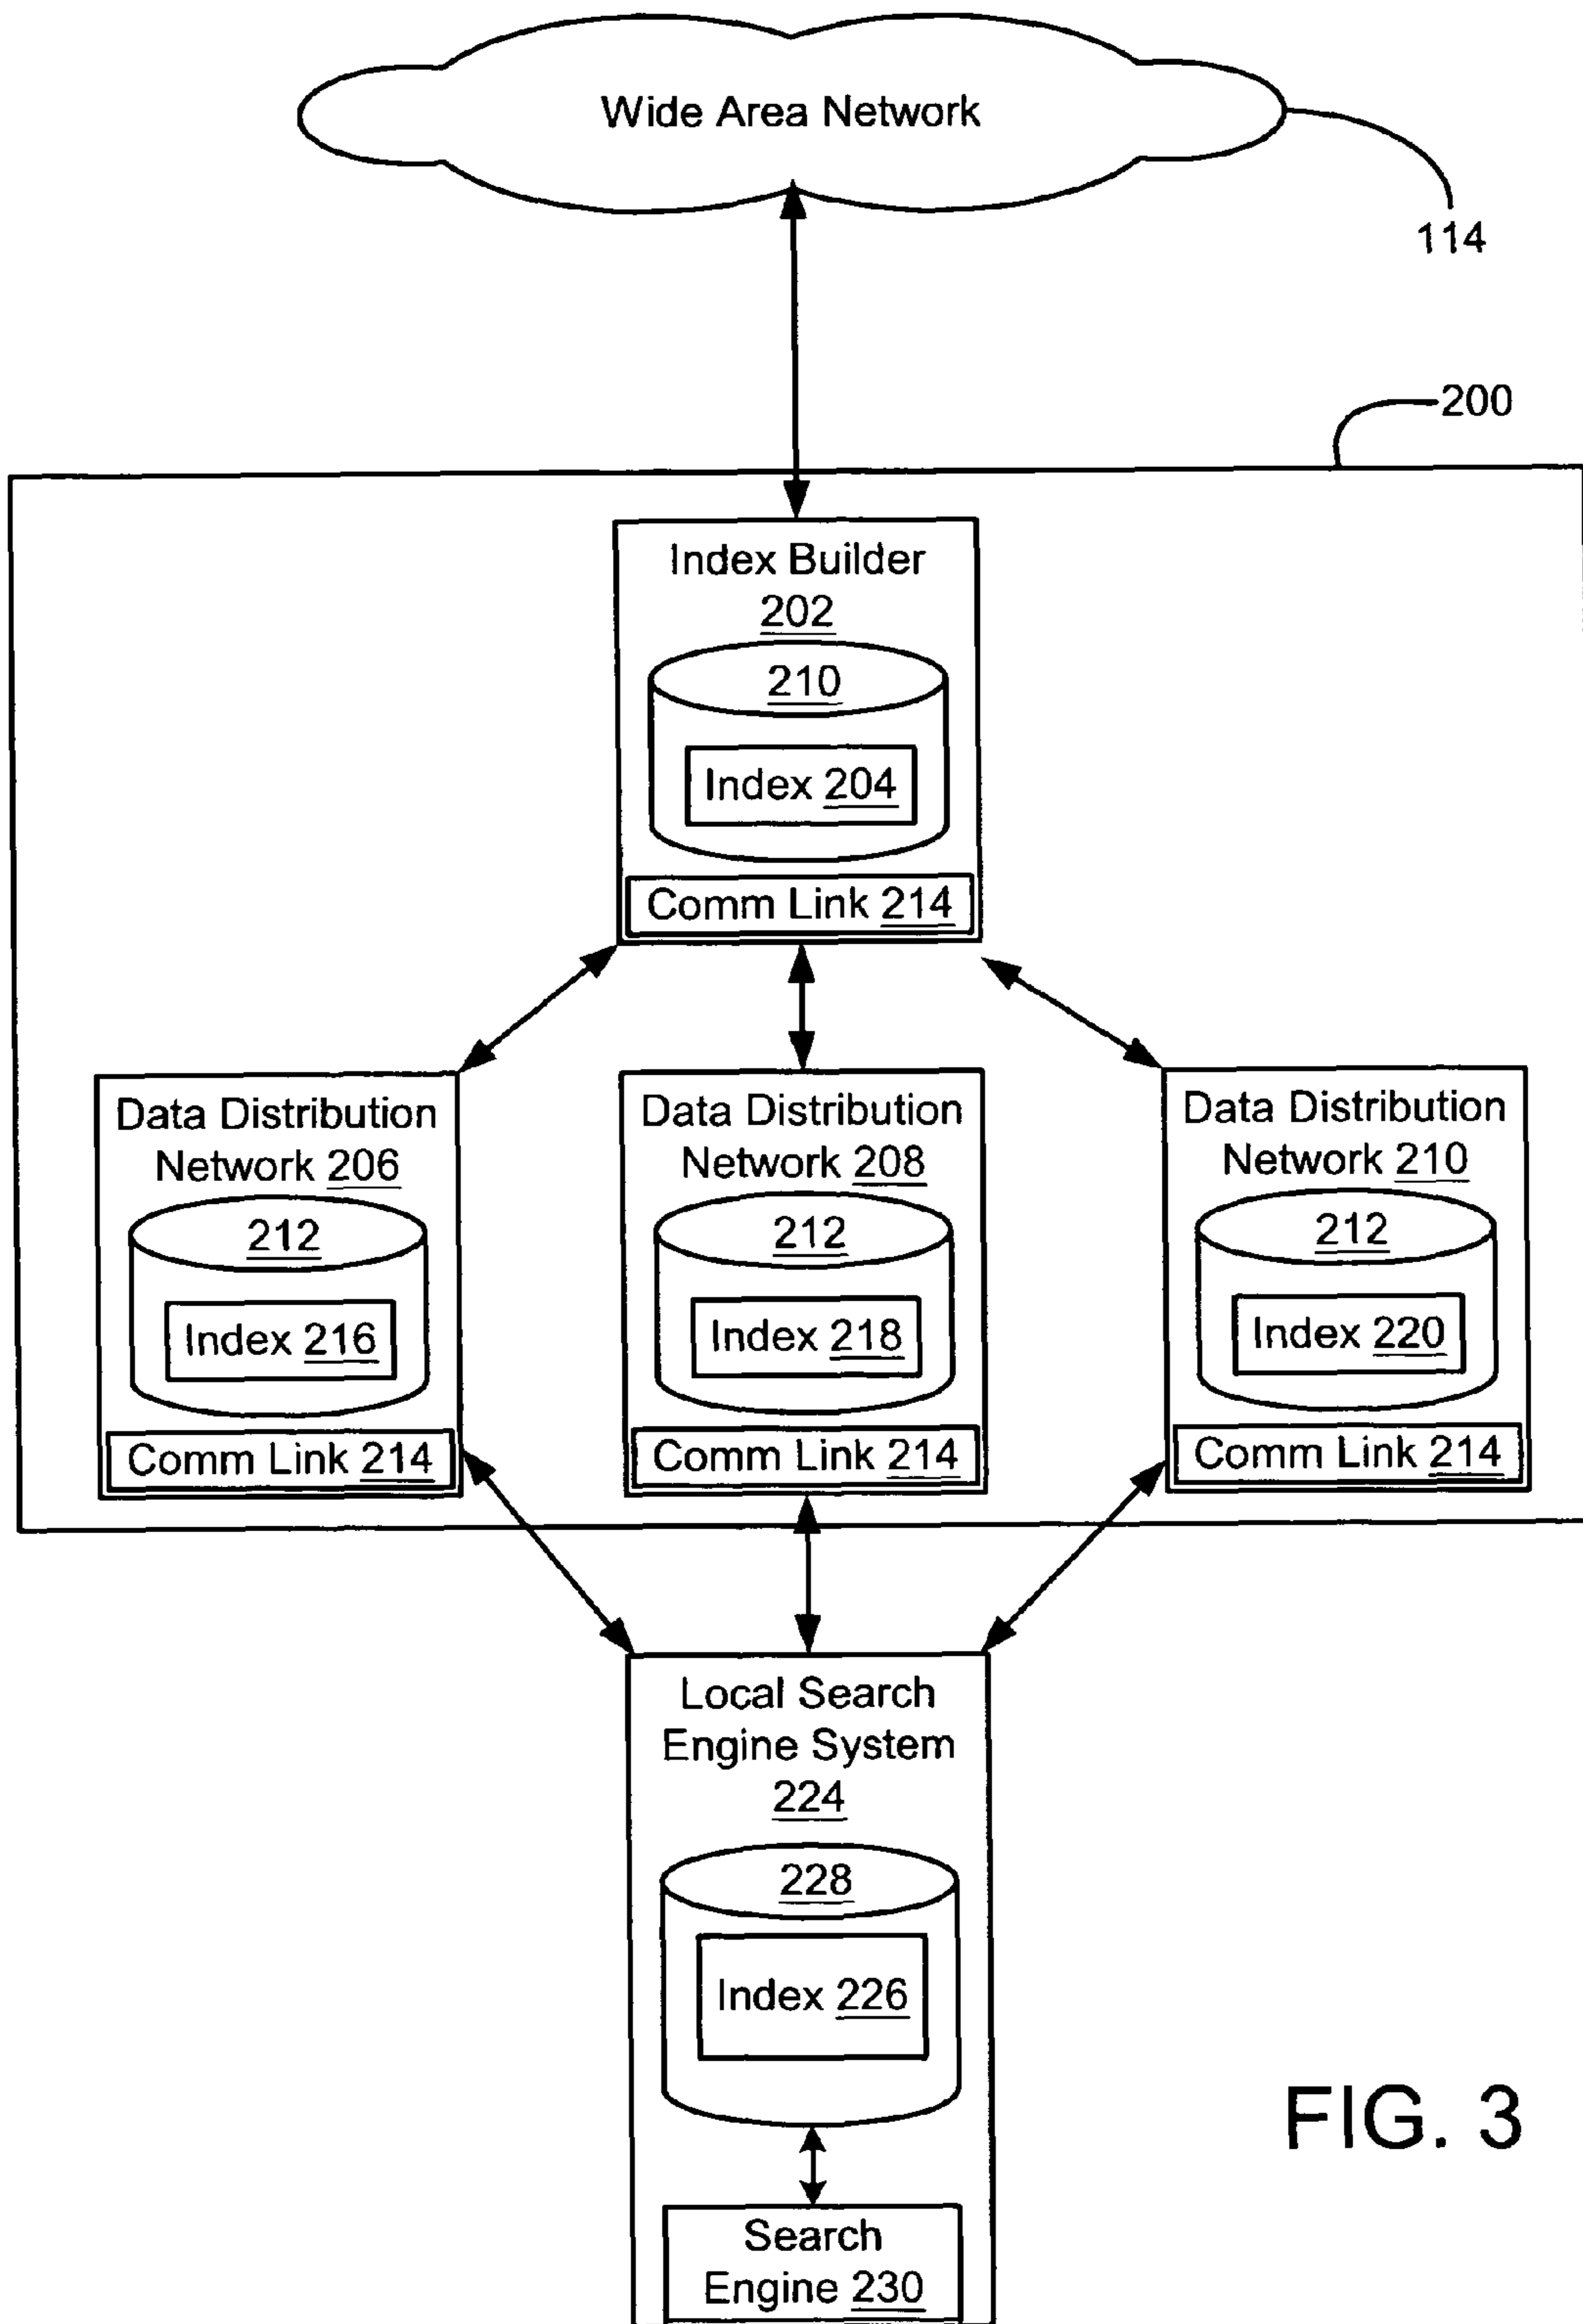 Wide Area Network
114
200
Index Builder
202
210
Index 204
Comm Link 214
Data Distribution
Network 206
212
Index 216
Comm Link 214
Data Distribution
Network 208
212
Index 218
Comm Link 214
Data Distribution
Network 210
212
Index 220
Comm Link 214
Local Search
Engine System
224
228
Index 226
Search
Engine 230
FIG. 3